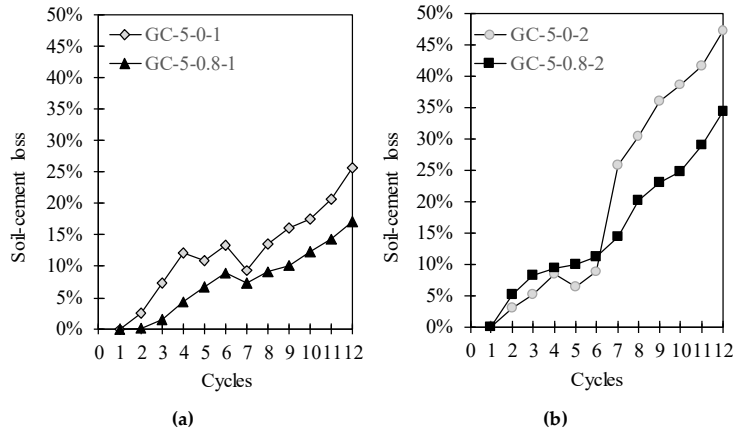 50%
45%
40%
35%
30%
25%
20%
15%
10%
5%
0%
Soil-cement loss
GC-5-0-1
GC-5-0.8-1
0 1 2 3 4 5 6 7 8 9 10 11 12
Cycles
(a)
50%
45%
40%
35%
30%
25%
20%
15%
10%
5%
0%
Soil-cement loss
GC-5-0-2
GC-5-0.8-2
0 1 2 3 4 5 6 7 8 9 10 11 12
Cycles
(b)